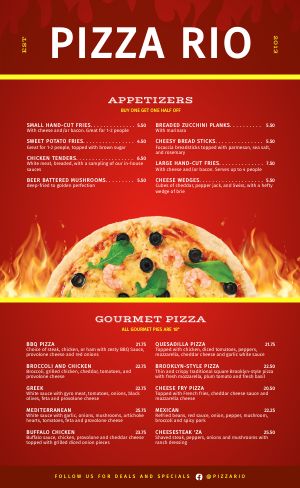 EST
PIZZA RIO
2013
APPETIZERS
BUY ONE GET ONE HALF OFF
SMALL HAND-CUT FRIES 5.50
With cheese and/or bacon. Great for 1-2 people
SWEET POTATO FRIES 4.50
Great for 1-2 people, topped with brown sugar
CHICKEN TENDERS 5.50
White meat, breaded, with a sampling of our in-house
sauces
BEER BATTERED MUSHROOMS 5.50
deep-fried to golden perfection
BREADED ZUCCHINI PLANKS 5.50
With marinara
CHEESY BREAD STICKS 5.50
Focaccia breadsticks topped with parmesan, sea salt,
and rosemary
LARGE HAND-CUT FRIES 7.50
With cheese and/or bacon. Serves up to 4 people
CHEESE WEDGES 5.50
Cubes of cheddar, pepper jack, and Swiss, with a hefty
wedge of brie
GOURMET PIZZA
ALL GOURMET PIES ARE 18"
BBQ PIZZA 21.75
Choice of steak, chicken, or ham with zesty BBQ Sauce,
provolone cheese and red onions
BROCCOLI AND CHICKEN 22.75
Broccoli, grilled chicken, cheddar, tomatoes, and
provolone cheese
GREEK 22.75
White sauce with gyro meat, tomatoes, onions, black
olives, feta and provolone cheese
MEDITERRANEAN 25.75
White sauce with garlic, onions, mushrooms, artichoke
hearts, tomatoes, feta and provolone cheese
BUFFALO CHICKEN 23.75
Buffalo sauce, chicken, provolone and cheddar cheese
topped with grilled diced onion pieces
QUESADILLA PIZZA 21.75
Topped with chicken, diced tomatoes, peppers,
mozzarella, cheddar cheese and garlic white sauce
BROOKLYN-STYLE PIZZA 22.50
Thin and crispy traditional square Brooklyn-style pizza
with fresh mozzarella, plum tomato and fresh basil
CHEESE FRY PIZZA 20.50
Topped with French fries, cheddar cheese sauce and
mozzarella cheese
MEXICAN 22.25
Refried beans, red sauce, onion, pepper, mushroom,
broccoli and spicy pork
CHEESESTEAK 'ZA 25.50
Shaved steak, peppers, onions and mushrooms with
ranch dressing
FOLLOW US FOR DEALS AND SPECIALS @PIZZARIO